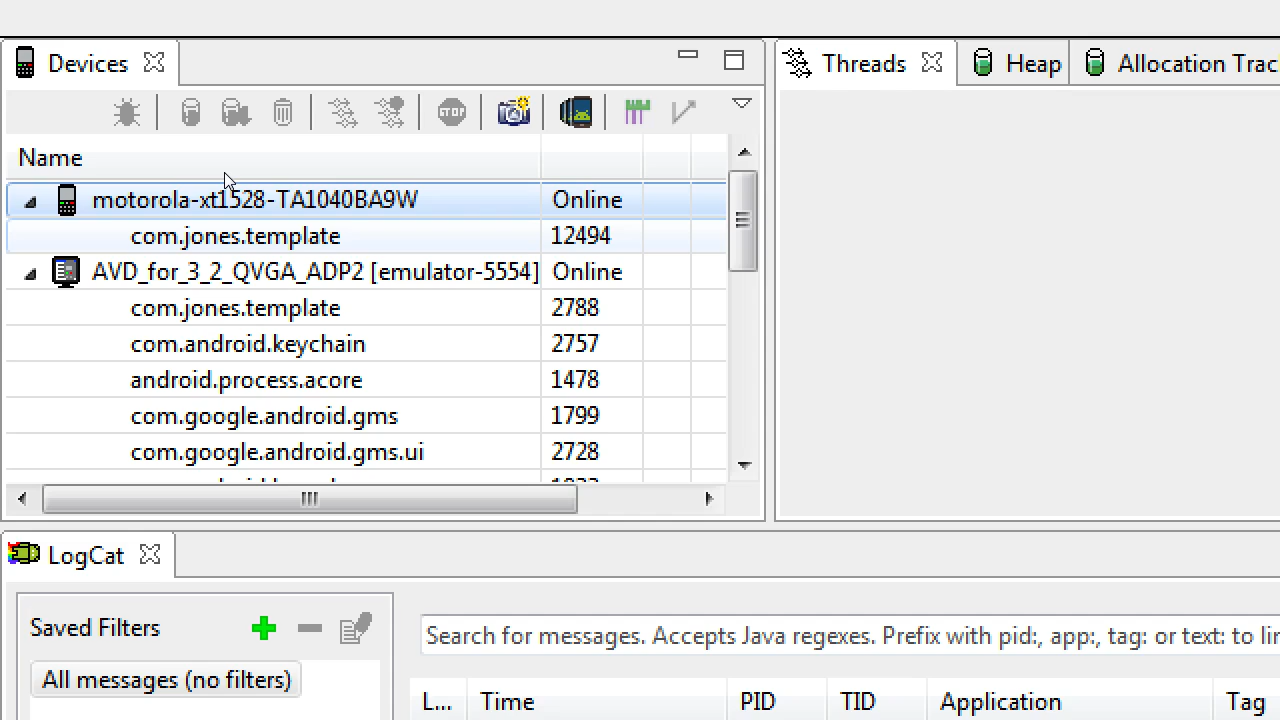 Devices
Threads
Heap
Allocation Trac
STOP
Name
motorola-xt1528-TA1040BA9W Online
com.jones.template 12494
AVD_for_3_2_QVGA_ADP2 [emulator-5554] Online
com.jones.template 2788
com.android.keychain 2757
android.process.acore 1478
com.google.android.gms 1799
com.google.android.gms.ui 2728
LogCat
Saved Filters
Search for messages. Accepts Java regexes. Prefix with pid:, app:, tag: or text: to lin
All messages (no filters)
L... Time PID TID Application Tag